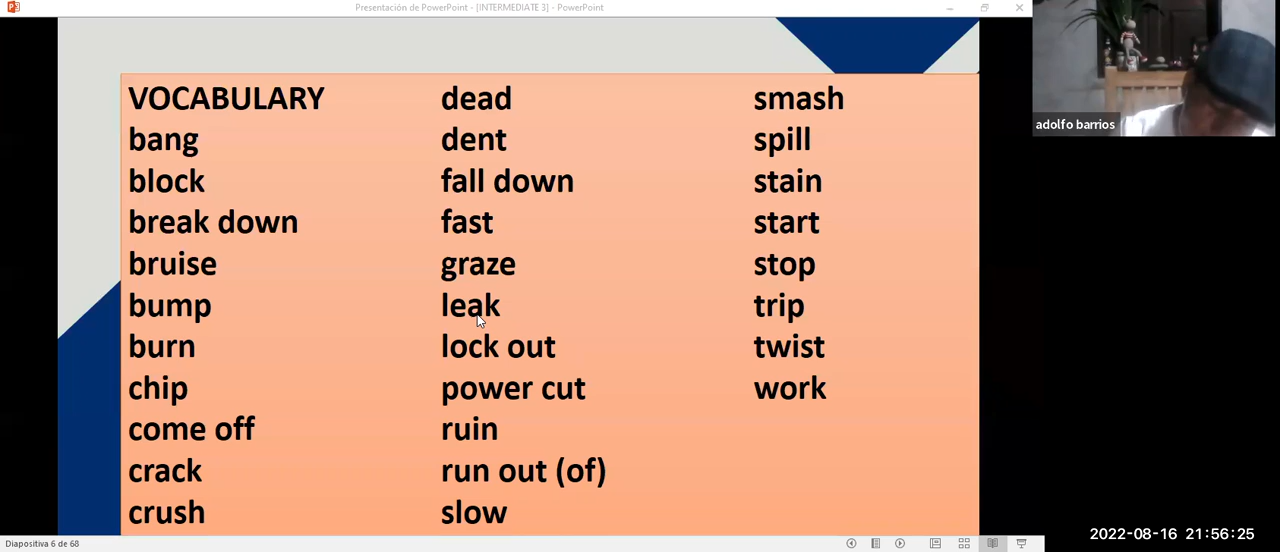 Presentación de PowerPoint - [INTERMEDIATE 3] - PowerPoint
VOCABULARY
bang
block
break down
bruise
bump
burn
chip
come off
crack
crush
dead
dent
fall down
fast
graze
leak
lock out
power cut
ruin
run out (of)
slow
smash
spill
stain
start
stop
trip
twist
work
adolfo barrios
Diapositiva 6 de 68
2022-08-16 21:56:25